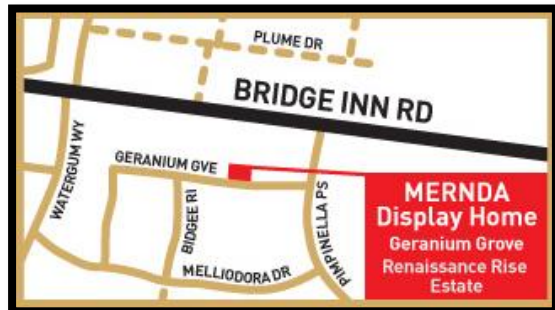 PLUME DR
BRIDGE INN RD
WATERGUM WY
GERANIUM GVE
BIDGEE RI
MELLIODORA DR
PIMPINELLA PS
MERNDA
Display Home
Geranium Grove
Renaissance Rise
Estate